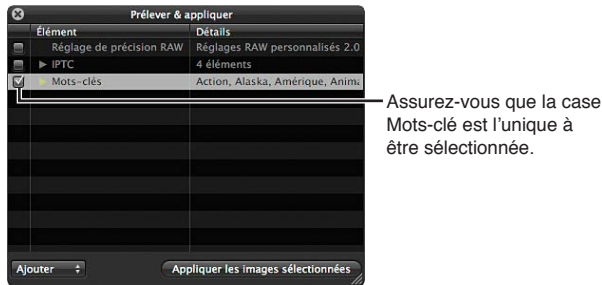 Prélever & appliquer
Élément Détails
Réglage de précision RAW Réglages RAW personnalisés 2.0
IPTC 4 éléments
Mots-clés Action, Alaska, Amérique, Anima
Assurez-vous que la case
Mots-clé est l'unique à
être sélectionnée.
Ajouter Appliquer les images sélectionnées